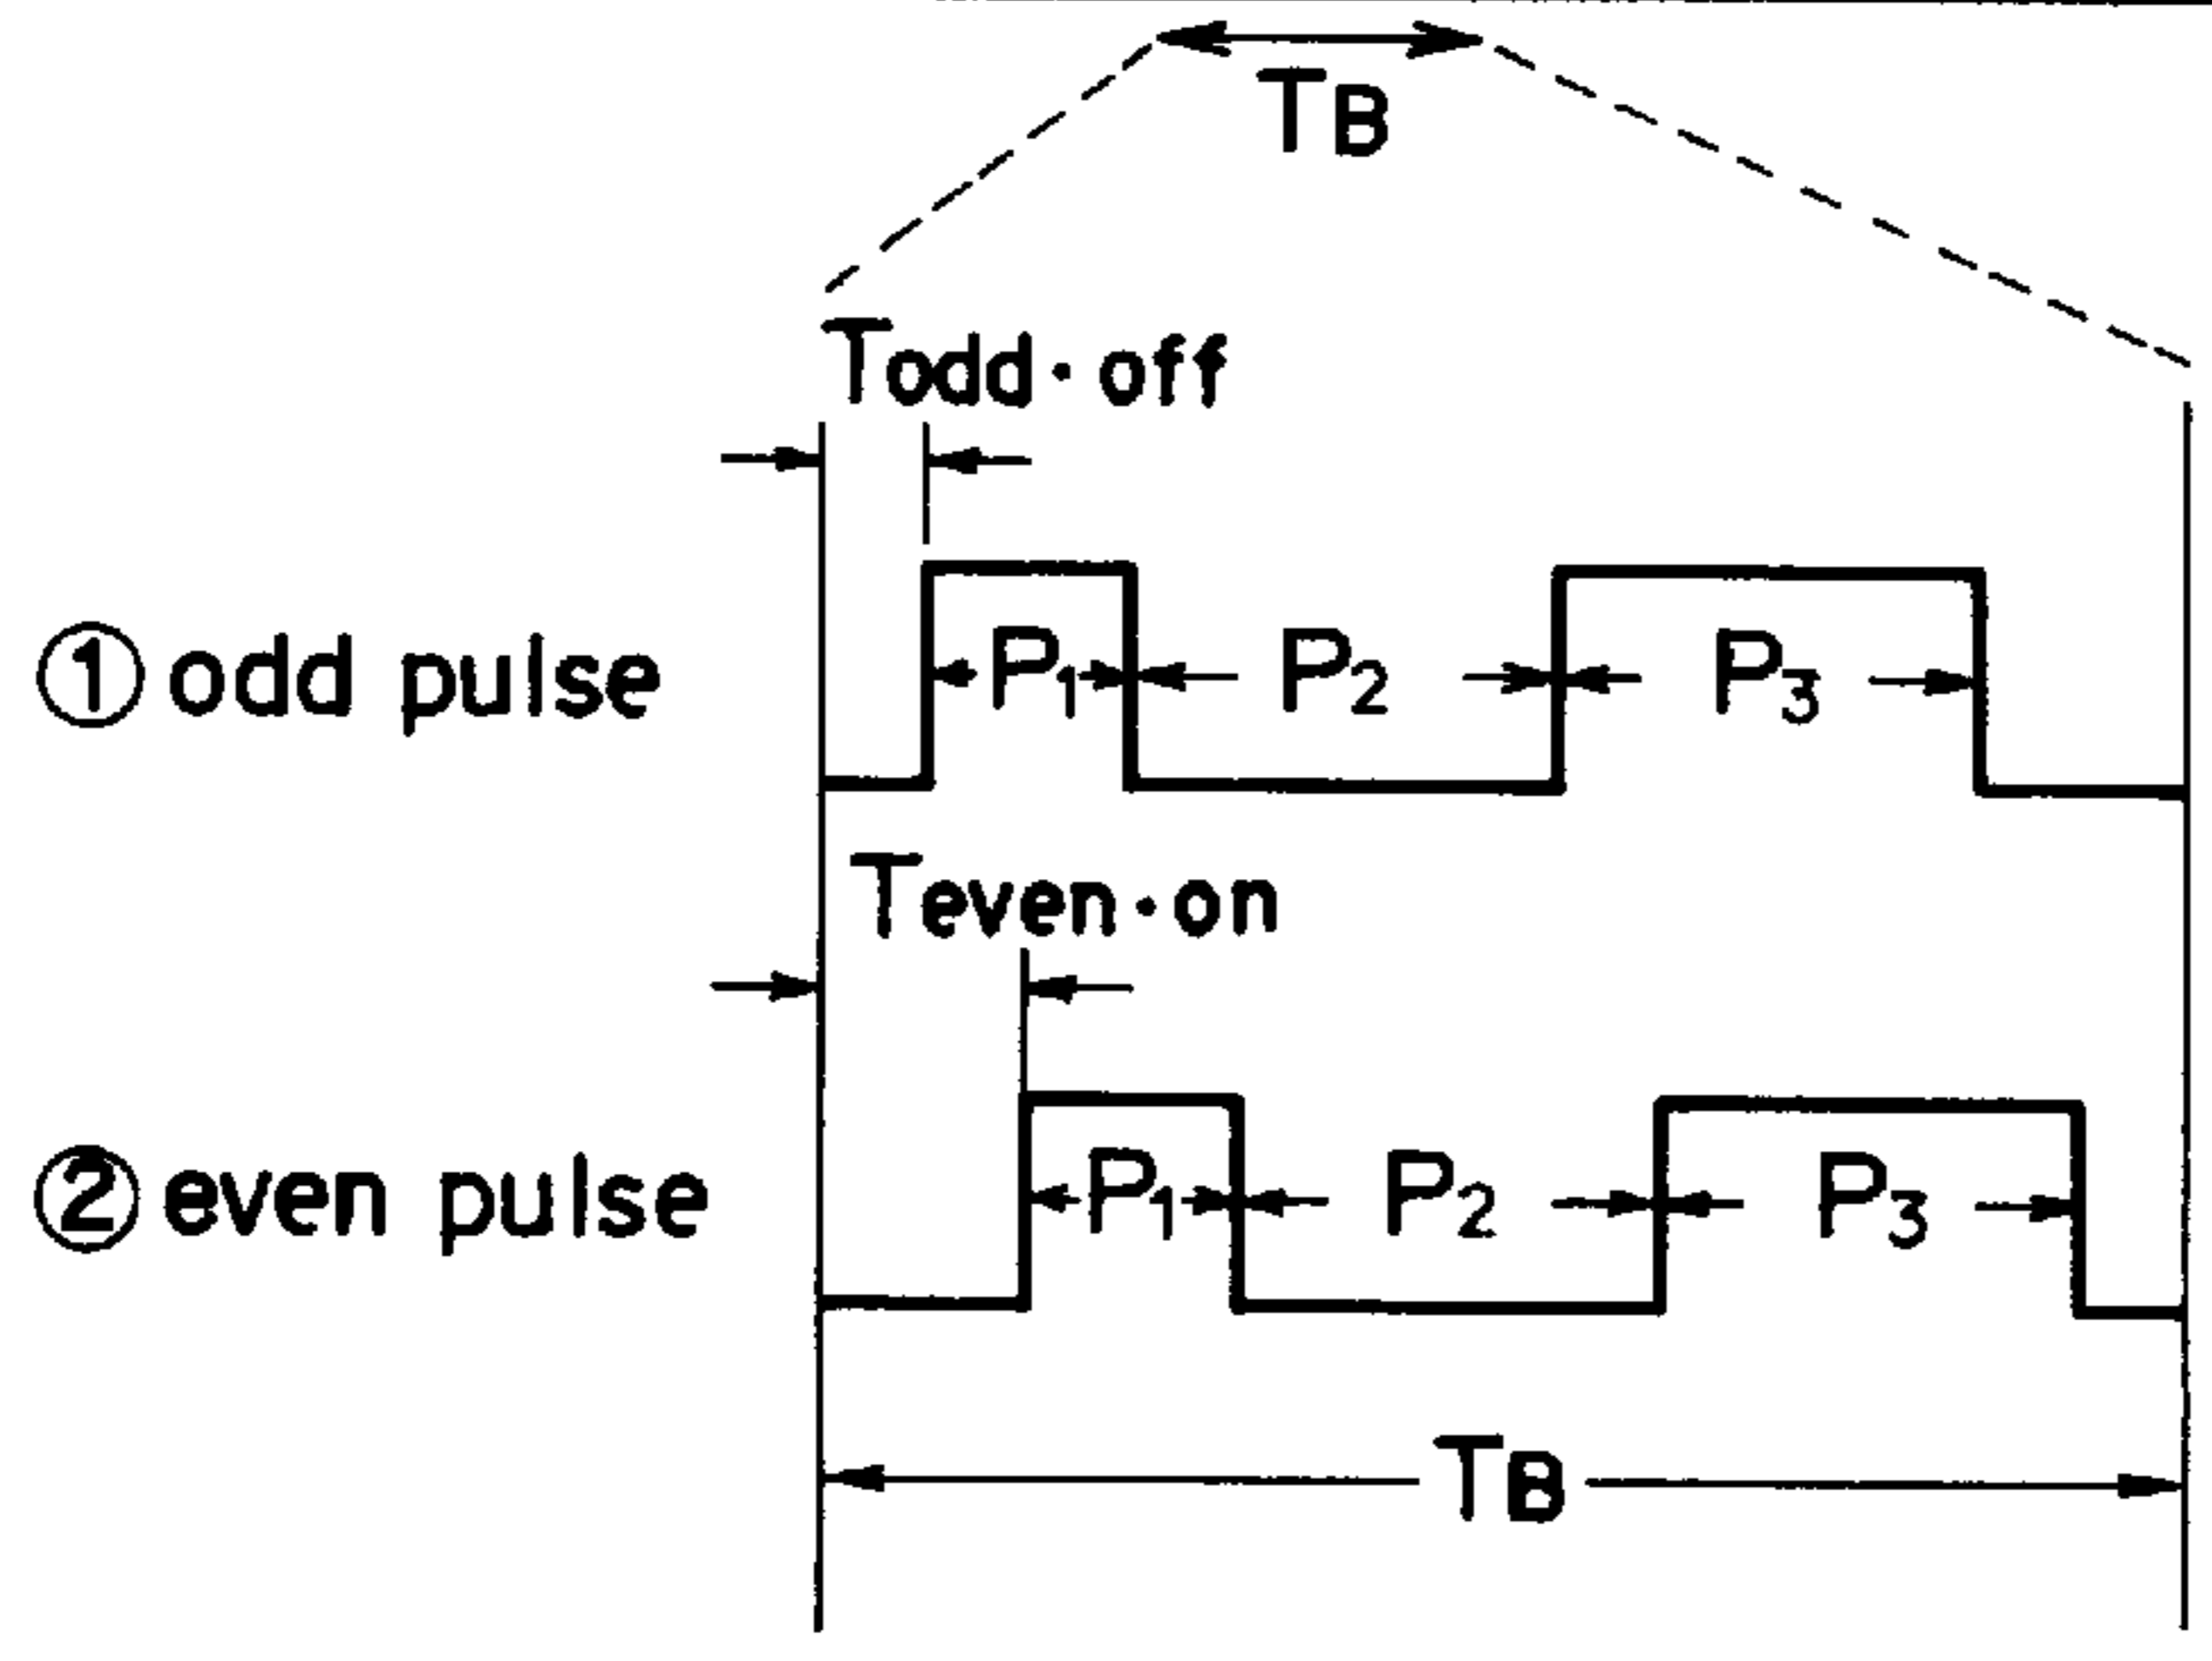 TB
Todd·off
① odd pulse
P1 P2 P3
Teven·on
② even pulse
P1 P2 P3
TB